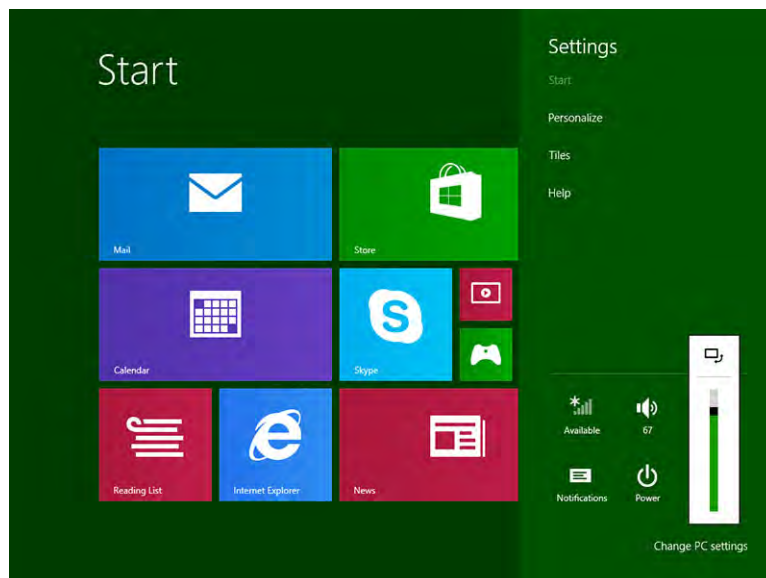 Start
Mail
Store
Calendar
Skype
Reading List
Internet Explorer
News
Settings
Start
Personalize
Tiles
Help
Available
67
Notifications
Power
Change PC settings